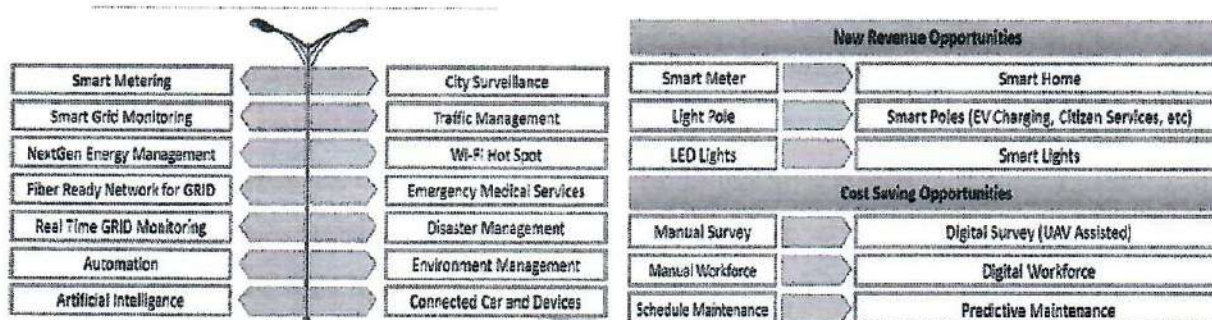 Smart Metering
City Surveillance
Smart Grid Monitoring
Traffic Management
NextGen Energy Management
Wi-Fi Hot Spot
Fiber Ready Network for GRID
Emergency Medical Services
Real Time GRID Monitoring
Disaster Management
Automation
Environment Management
Artificial Intelligence
Connected Car and Devices
New Revenue Opportunities
Smart Meter
Smart Home
Light Pole
Smart Poles (EV Charging, Citizen Services, etc)
LED Lights
Smart Lights
Cost Saving Opportunities
Manual Survey
Digital Survey (UAV Assisted)
Manual Workforce
Digital Workforce
Schedule Maintenance
Predictive Maintenance